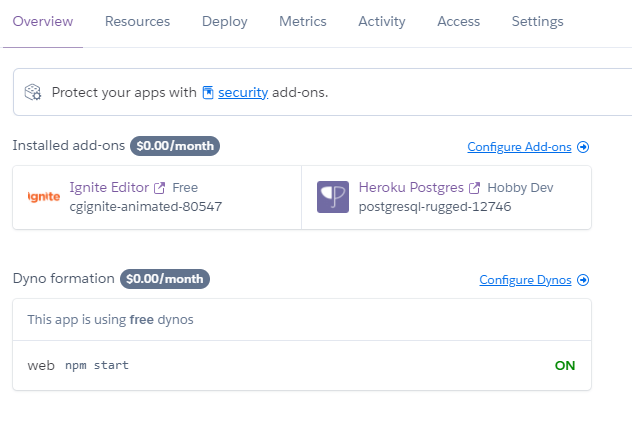 Overview Resources Deploy Metrics Activity Access Settings
Protect your apps with security add-ons.
Installed add-ons $0.00/month Configure Add-ons
ignite Ignite Editor Free
cgignite-animated-80547
Heroku Postgres Hobby Dev
postgresql-rugged-12746
Dyno formation $0.00/month Configure Dynos
This app is using free dynos
web npm start ON